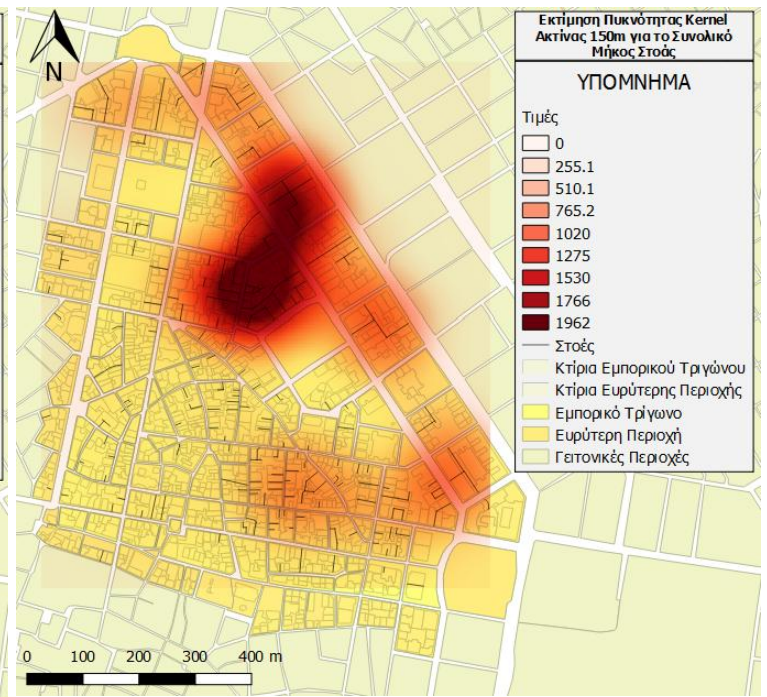 Εκτίμηση Πυκνότητας Kernel
Ακτίνας 150m για το Συνολικό
Μήκος Στοάς
ΥΠΟΜΝΗΜΑ
Τιμές
0
255.1
510.1
765.2
1020
1275
1530
1766
1962
Στοές
Κτίρια Εμπορικού Τριγώνου
Κτίρια Ευρύτερης Περιοχής
Εμπορικό Τρίγωνο
Ευρύτερη Περιοχή
Γειτονικές Περιοχές
N
0 100 200 300 400 m